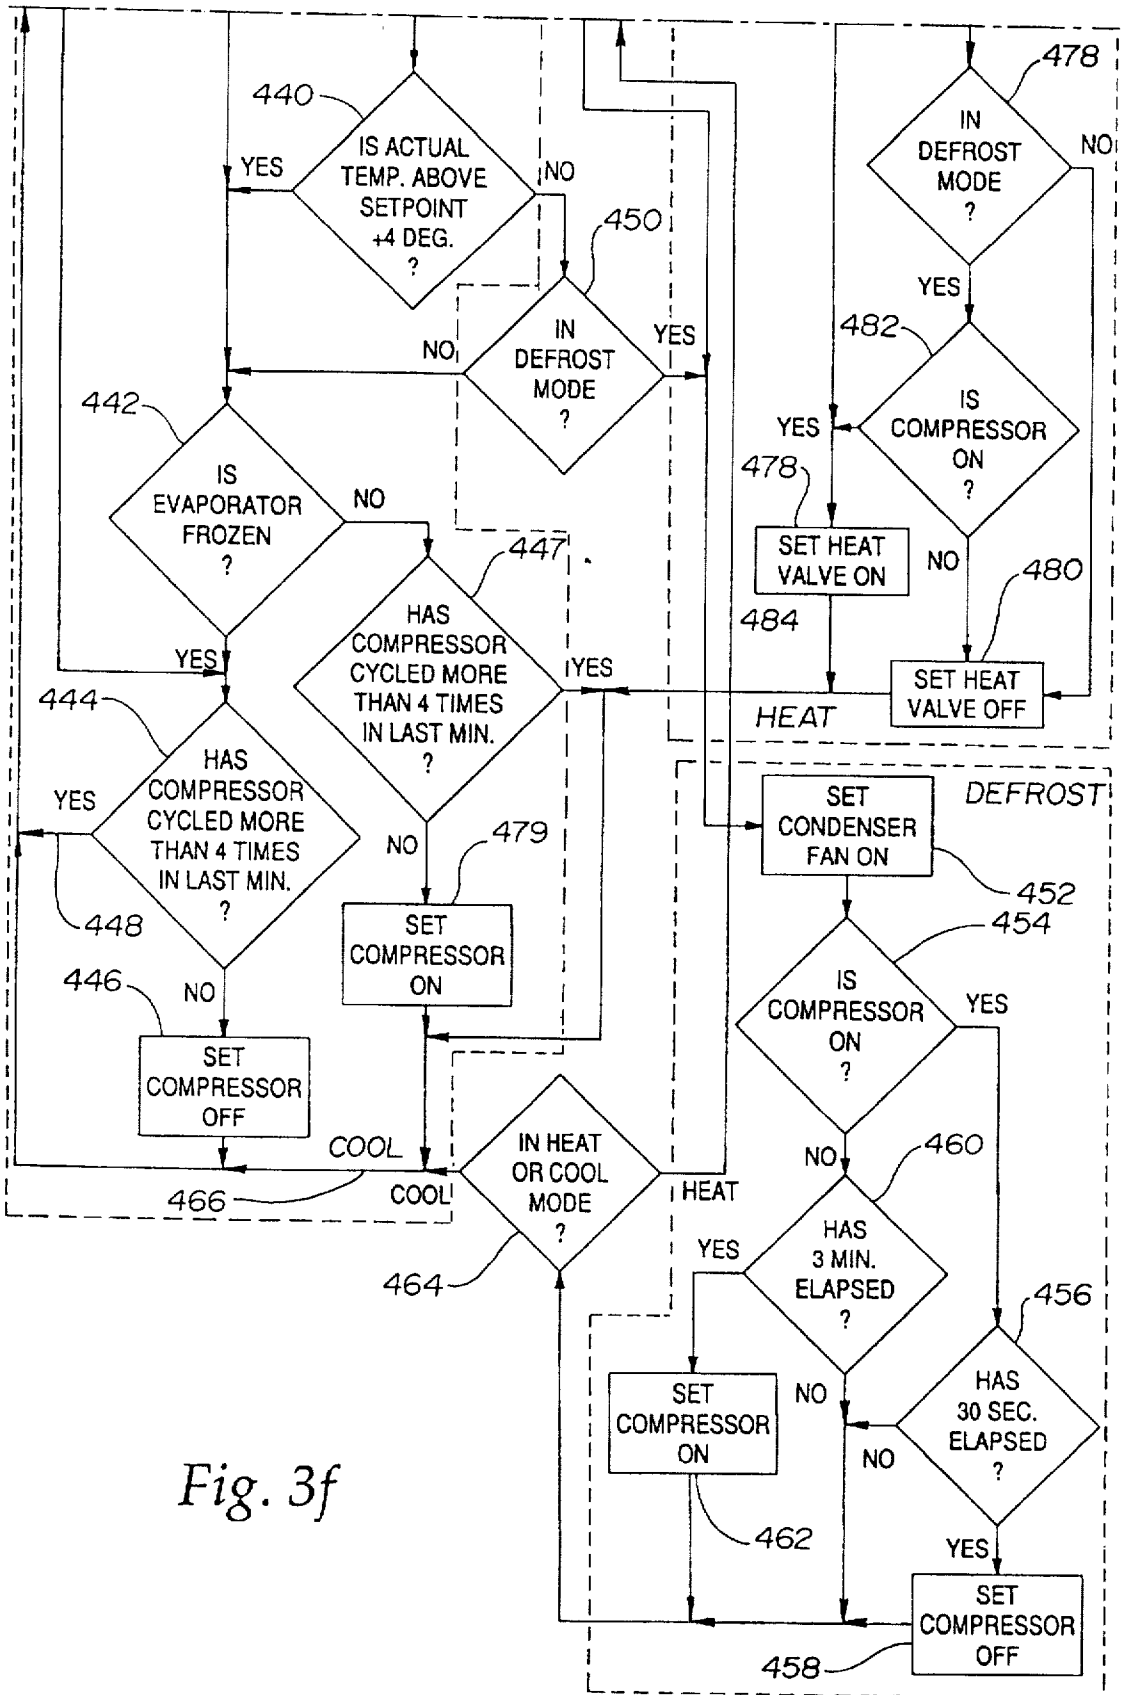 440
IS ACTUAL
TEMP. ABOVE
SETPOINT
+4 DEG.
?
YES
NO
450
IN
DEFROST
MODE
?
NO
YES
478
IN
DEFROST
MODE
?
NO
YES
482
IS
COMPRESSOR
ON
?
YES
NO
478
SET HEAT
VALVE ON
484
480
SET HEAT
VALVE OFF
HEAT
442
IS
EVAPORATOR
FROZEN
?
NO
YES
447
HAS
COMPRESSOR
CYCLED MORE
THAN 4 TIMES
IN LAST MIN.
?
YES
NO
444
HAS
COMPRESSOR
CYCLED MORE
THAN 4 TIMES
IN LAST MIN.
?
YES
448
NO
479
SET
COMPRESSOR
ON
446
SET
COMPRESSOR
OFF
COOL
466
COOL
IN HEAT
OR COOL
MODE
?
HEAT
464
DEFROST
SET
CONDENSER
FAN ON
452
454
IS
COMPRESSOR
ON
?
YES
NO
460
HAS
3 MIN.
ELAPSED
?
YES
NO
456
HAS
30 SEC.
ELAPSED
?
NO
YES
SET
COMPRESSOR
ON
462
SET
COMPRESSOR
OFF
458
Fig. 3f